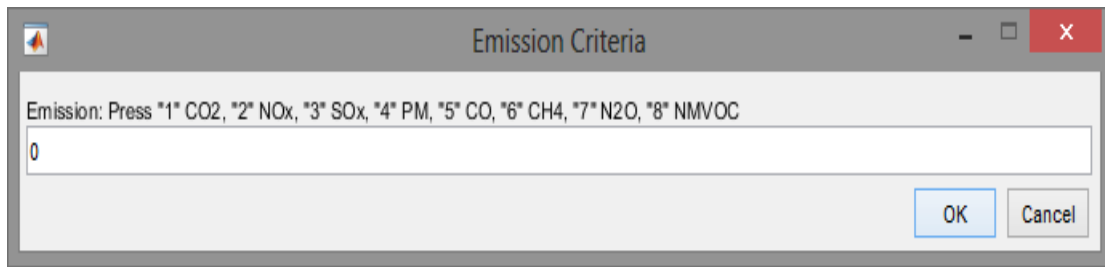 Emission Criteria
Emission: Press "1" CO2, "2" NOx, "3" SOx, "4" PM, "5" CO, "6" CH4, "7" N2O, "8" NMVOC
0
OK Cancel